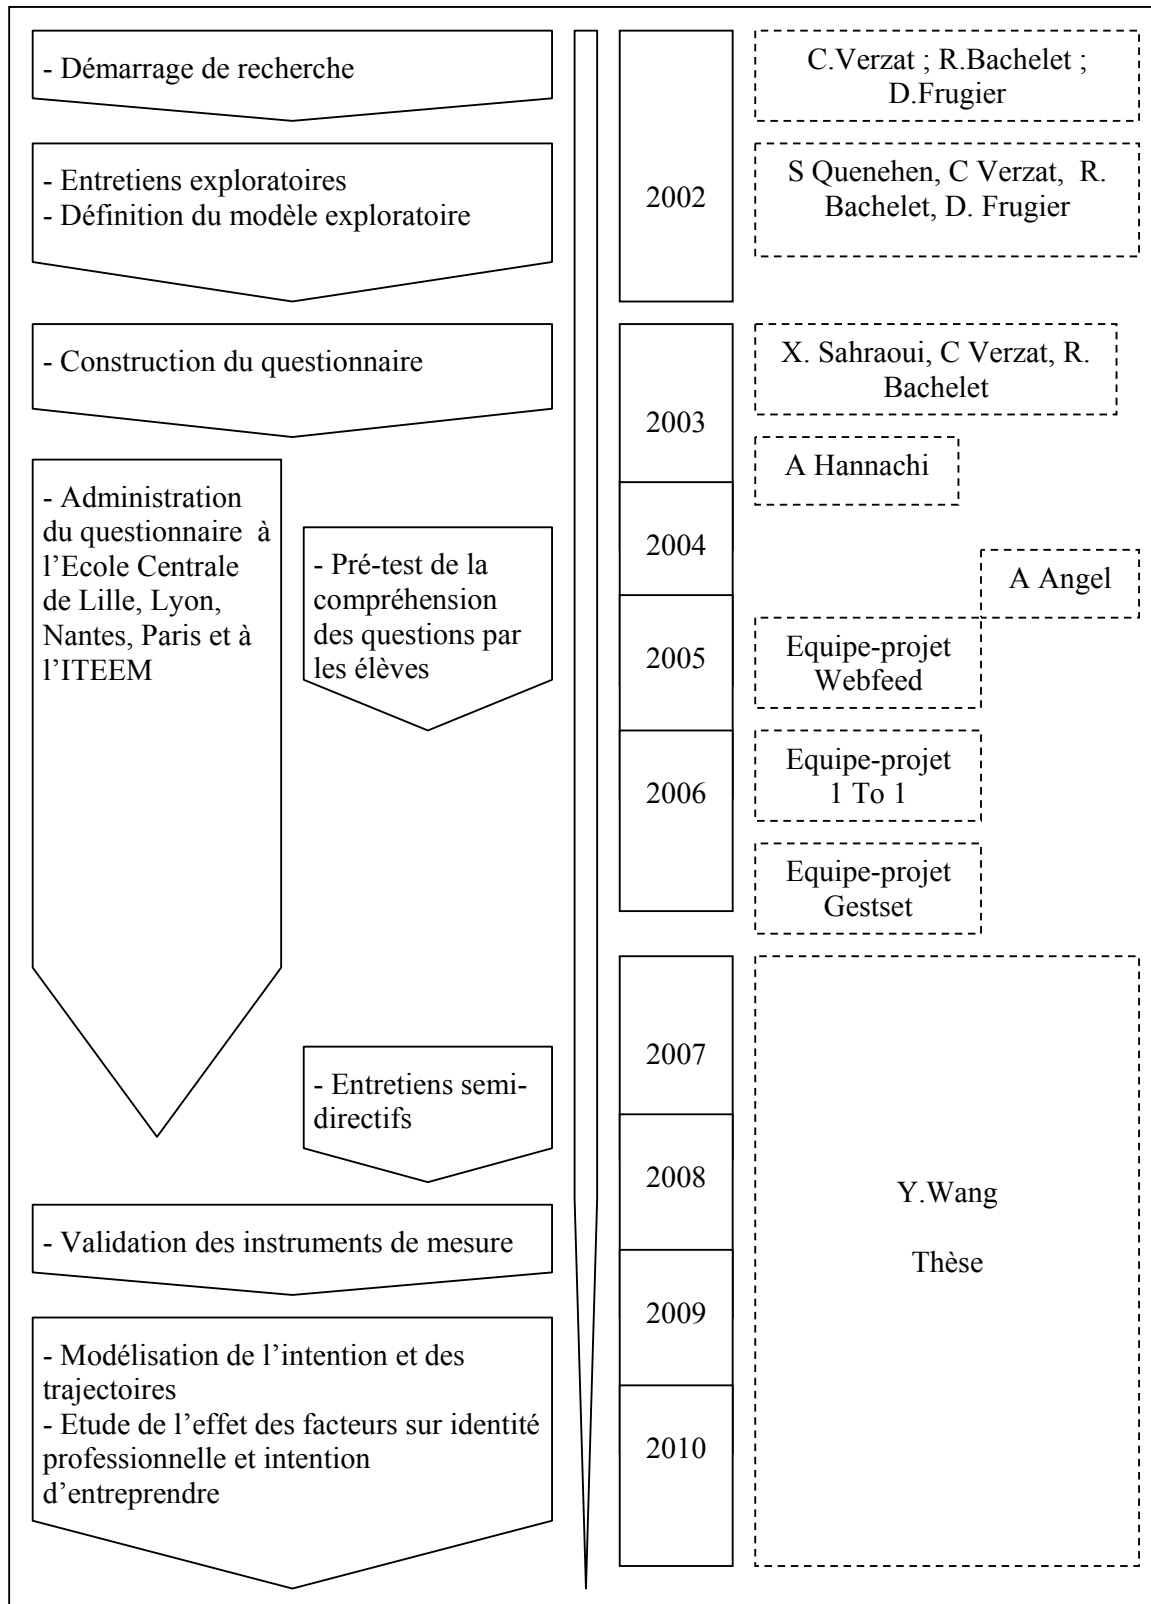 - Démarrage de recherche
- Entretiens exploratoires
- Définition du modèle exploratoire
- Construction du questionnaire
- Administration
du questionnaire à
l’Ecole Centrale
de Lille, Lyon,
Nantes, Paris et à
l’ITEEM
- Pré-test de la
compréhension
des questions par
les élèves
- Entretiens semi-
directifs
- Validation des instruments de mesure
- Modélisation de l’intention et des
trajectoires
- Etude de l’effet des facteurs sur identité
professionnelle et intention
d’entreprendre
2002
2003
2004
2005
2006
2007
2008
2009
2010
C.Verzat ; R.Bachelet ;
D.Frugier
S Quenehen, C Verzat, R.
Bachelet, D. Frugier
X. Sahraoui, C Verzat, R.
Bachelet
A Hannachi
A Angel
Equipe-projet
Webfeed
Equipe-projet
1 To 1
Equipe-projet
Gestset
Y.Wang
Thèse